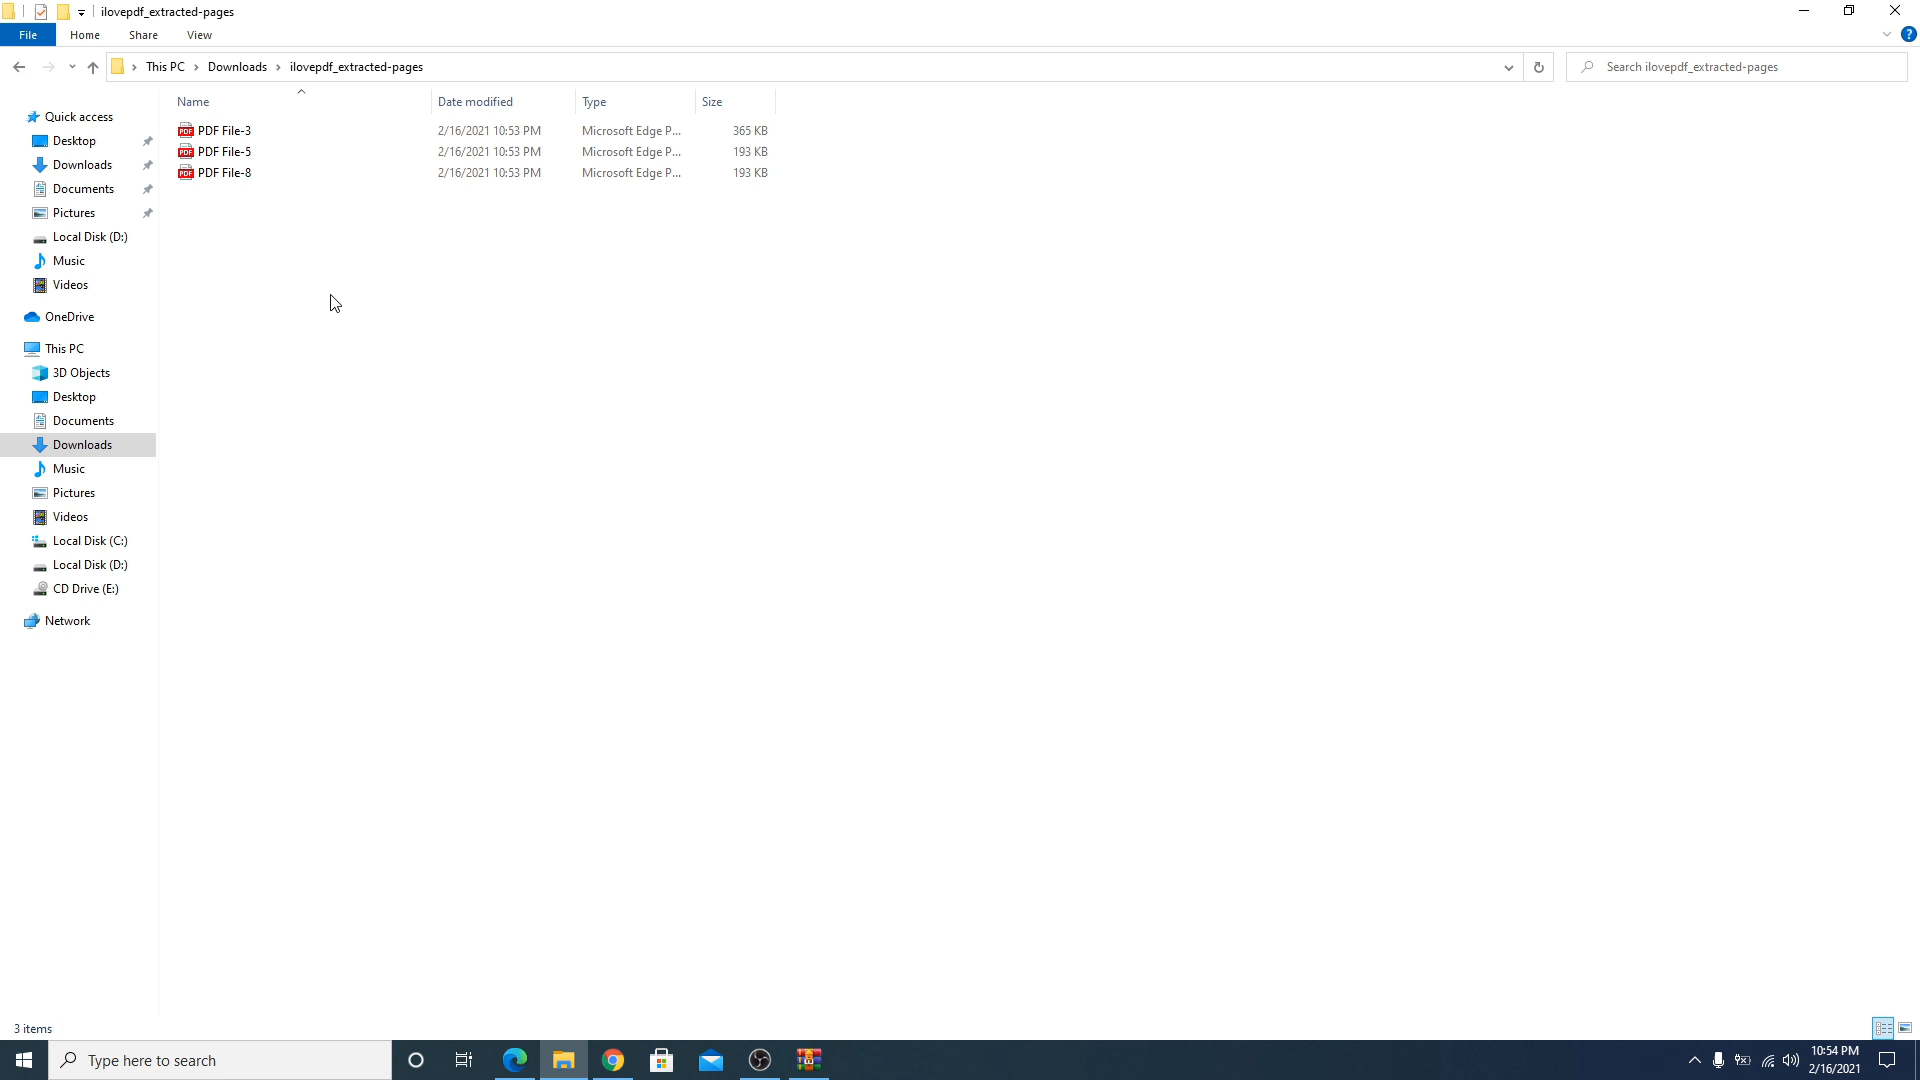 ilovepdf_extracted-pages
File Home Share View
This PC Downloads ilovepdf_extracted-pages
Search ilovepdf_extracted-pages
Name Date modified Type Size
PDF File-3 2/16/2021 10:53 PM Microsoft Edge P... 365 KB
PDF File-5 2/16/2021 10:53 PM Microsoft Edge P... 193 KB
PDF File-8 2/16/2021 10:53 PM Microsoft Edge P... 193 KB
Quick access
Desktop
Downloads
Documents
Pictures
Local Disk (D:)
Music
Videos
OneDrive
This PC
3D Objects
Desktop
Documents
Downloads
Music
Pictures
Videos
Local Disk (C:)
Local Disk (D:)
CD Drive (E:)
Network
3 items
Type here to search
10:54 PM
2/16/2021